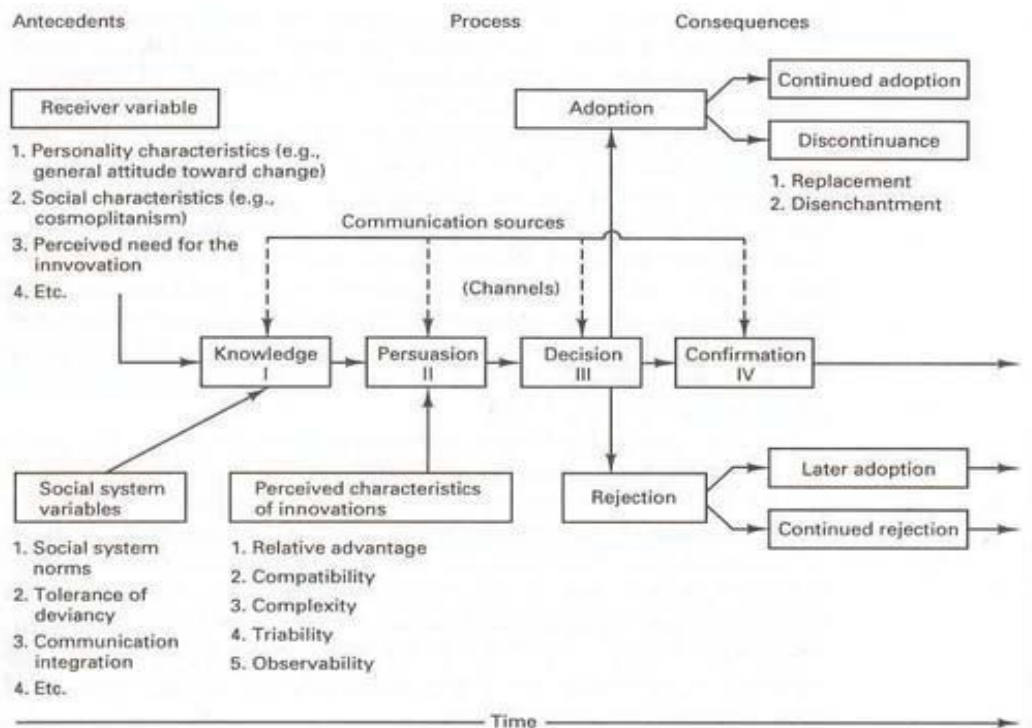 Antecedents
Process
Consequences
Receiver variable
1. Personality characteristics (e.g.,
general attitude toward change)
2. Social characteristics (e.g.,
cosmoplitanism)
3. Perceived need for the
innvovation
4. Etc.
Adoption
Continued adoption
Discontinuance
1. Replacement
2. Disenchantment
Communication sources
(Channels)
Knowledge
I
Persuasion
II
Decision
III
Confirmation
IV
Social system
variables
1. Social system
norms
2. Tolerance of
deviancy
3. Communication
integration
4. Etc.
Perceived characteristics
of innovations
1. Relative advantage
2. Compatibility
3. Complexity
4. Triability
5. Observability
Rejection
Later adoption
Continued rejection
Time